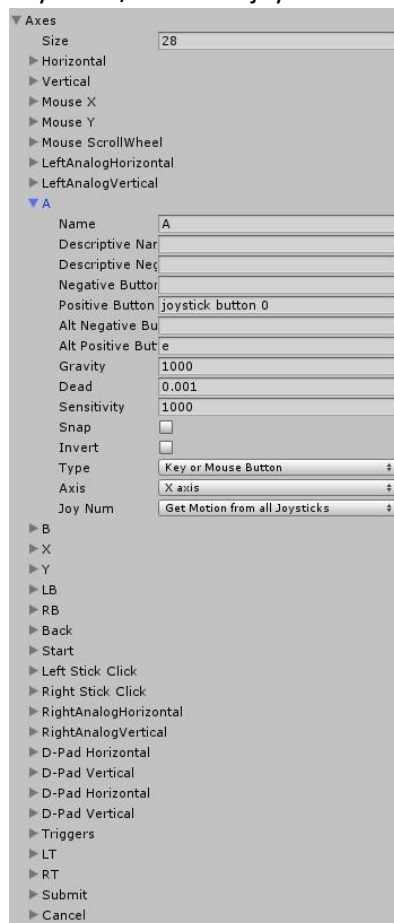 Axes
Size 28
Horizontal
Vertical
Mouse X
Mouse Y
Mouse ScrollWheel
LeftAnalogHorizontal
LeftAnalogVertical
A
Name A
Descriptive Nar
Descriptive Neg
Negative Button
Positive Button joystick button 0
Alt Negative Bu
Alt Positive But e
Gravity 1000
Dead 0.001
Sensitivity 1000
Snap
Invert
Type Key or Mouse Button
Axis X axis
Joy Num Get Motion from all Joysticks
B
X
Y
LB
RB
Back
Start
Left Stick Click
Right Stick Click
RightAnalogHorizontal
RightAnalogVertical
D-Pad Horizontal
D-Pad Vertical
D-Pad Horizontal
D-Pad Vertical
Triggers
LT
RT
Submit
Cancel